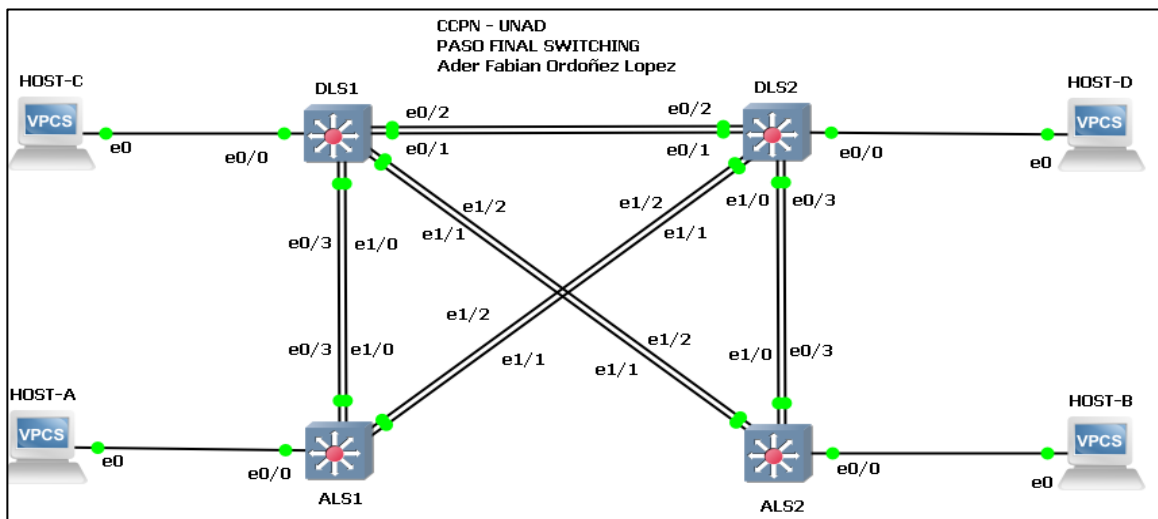 CCPN - UNAD
PASO FINAL SWITCHING
Ader Fabian Ordoñez Lopez
HOST-C
DLS1
DLS2
HOST-D
VPCS
e0
e0/0
e0/2
e0/1
e0/2
e0/1
e0/0
e0
VPCS
e0/3
e1/0
e1/2
e1/1
e1/2
e1/1
e1/0
e0/3
e0/3
e1/0
e1/2
e1/1
e1/2
e1/1
e1/0
e0/3
HOST-A
VPCS
e0
e0/0
ALS1
ALS2
e0/0
e0
HOST-B
VPCS